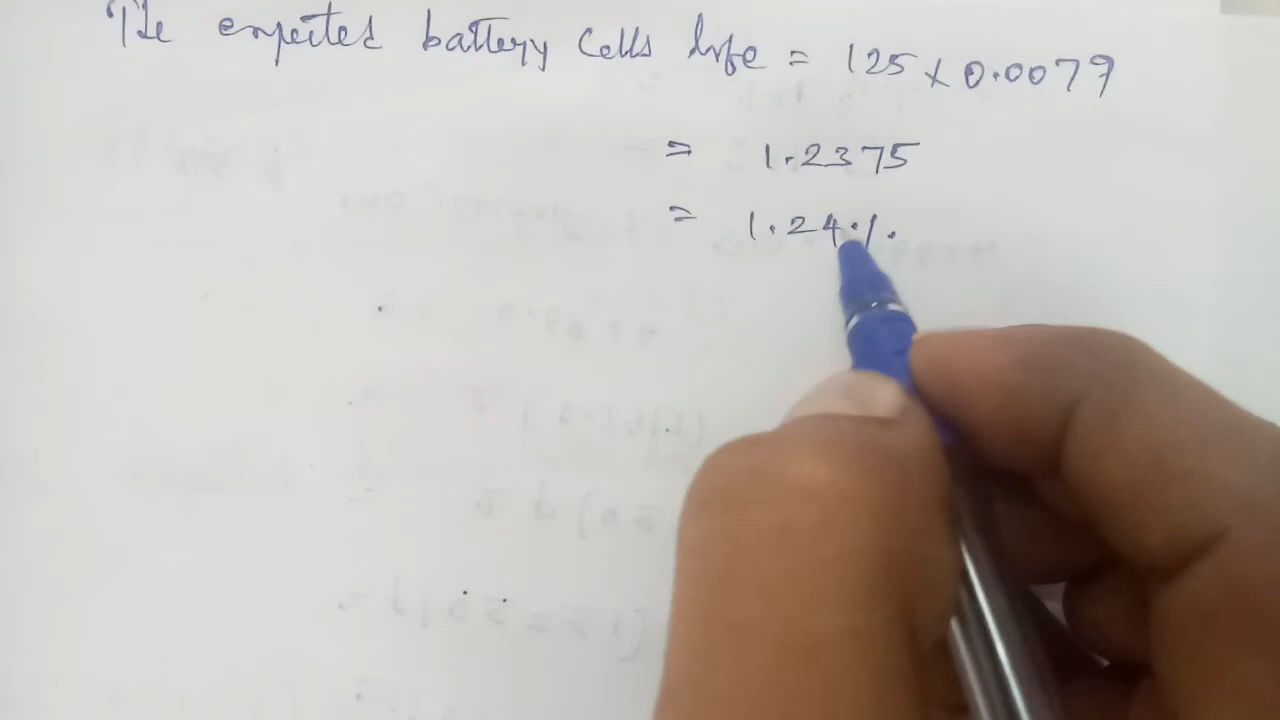 The expected battery cells life = 125 x 0.0079
= 1.2375
= 1.24%